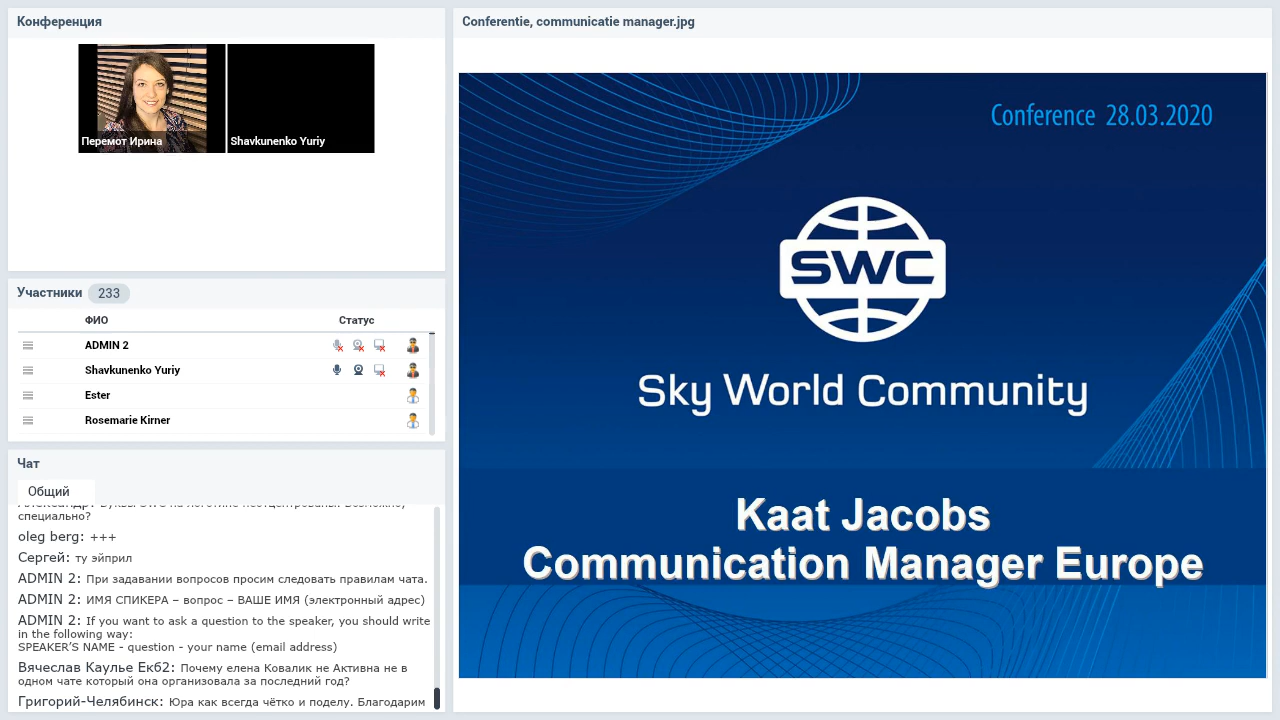 Конференция
Перемот Ирина
Shavkunenko Yuriy
Участники 233
ФИО Статус
ADMIN 2
Shavkunenko Yuriy
Ester
Rosemarie Kirner
Чат
Общий
специально?
oleg berg: +++
Сергей: ту эйприл
ADMIN 2: При задавании вопросов просим следовать правилам чата.
ADMIN 2: ИМЯ СПИКЕРА – вопрос – ВАШЕ ИМЯ (электронный адрес)
ADMIN 2: If you want to ask a question to the speaker, you should write
in the following way:
SPEAKER’S NAME - question - your name (email address)
Вячеслав Каулье Екб2: Почему елена Ковалик не Активна не в
одном чате который она организовала за последний год?
Григорий-Челябинск: Юра как всегда чётко и поделу. Благодарим
Conferentie, communicatie manager.jpg
Conference 28.03.2020
SWC
Sky World Community
Kaat Jacobs
Communication Manager Europe